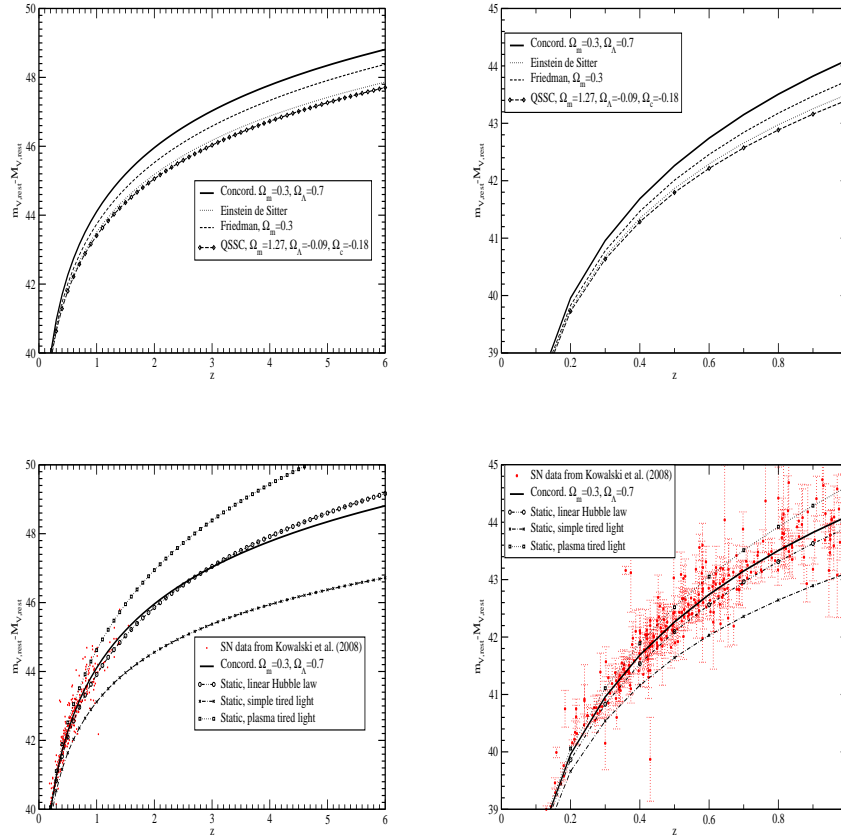 50
48
46
44
42
40
m_V,rest-M_V,rest
Concord. Ω_m=0.3, Ω_Λ=0.7
Einstein de Sitter
Friedman, Ω_m=0.3
QSSC, Ω_m=1.27, Ω_Λ=-0.09, Ω_c=-0.18
0 1 2 3 4 5 6
z
45
44
43
42
41
40
39
m_V,rest-M_V,rest
Concord. Ω_m=0.3, Ω_Λ=0.7
Einstein de Sitter
Friedman, Ω_m=0.3
QSSC, Ω_m=1.27, Ω_Λ=-0.09, Ω_c=-0.18
0 0.2 0.4 0.6 0.8
z
50
48
46
44
42
40
m_V,rest-M_V,rest
SN data from Kowalski et al. (2008)
Concord. Ω_m=0.3, Ω_Λ=0.7
Static, linear Hubble law
Static, simple tired light
Static, plasma tired light
0 1 2 3 4 5 6
z
45
44
43
42
41
40
39
m_V,rest-M_V,rest
SN data from Kowalski et al. (2008)
Concord. Ω_m=0.3, Ω_Λ=0.7
Static, linear Hubble law
Static, simple tired light
Static, plasma tired light
0 0.2 0.4 0.6 0.8
z